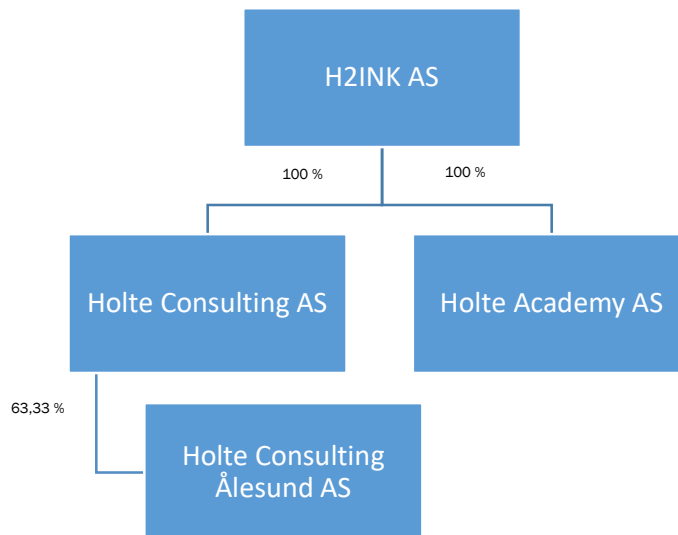 H2INK AS
100 %
100 %
Holte Consulting AS
Holte Academy AS
63,33 %
Holte Consulting
Ålesund AS